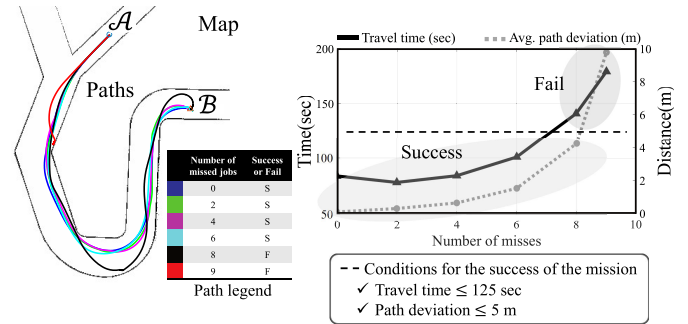 A
Map
Paths
B
Number of missed jobs Success or Fail
0 S
2 S
4 S
6 S
8 F
9 F
Path legend
Travel time (sec) Avg. path deviation (m)
200 10
150 8
100 6
50 4
2
0
Time(sec)
Distance(m)
Fail
Success
0 2 4 6 8 10
Number of misses
Conditions for the success of the mission
✓ Travel time ≤ 125 sec
✓ Path deviation ≤ 5 m